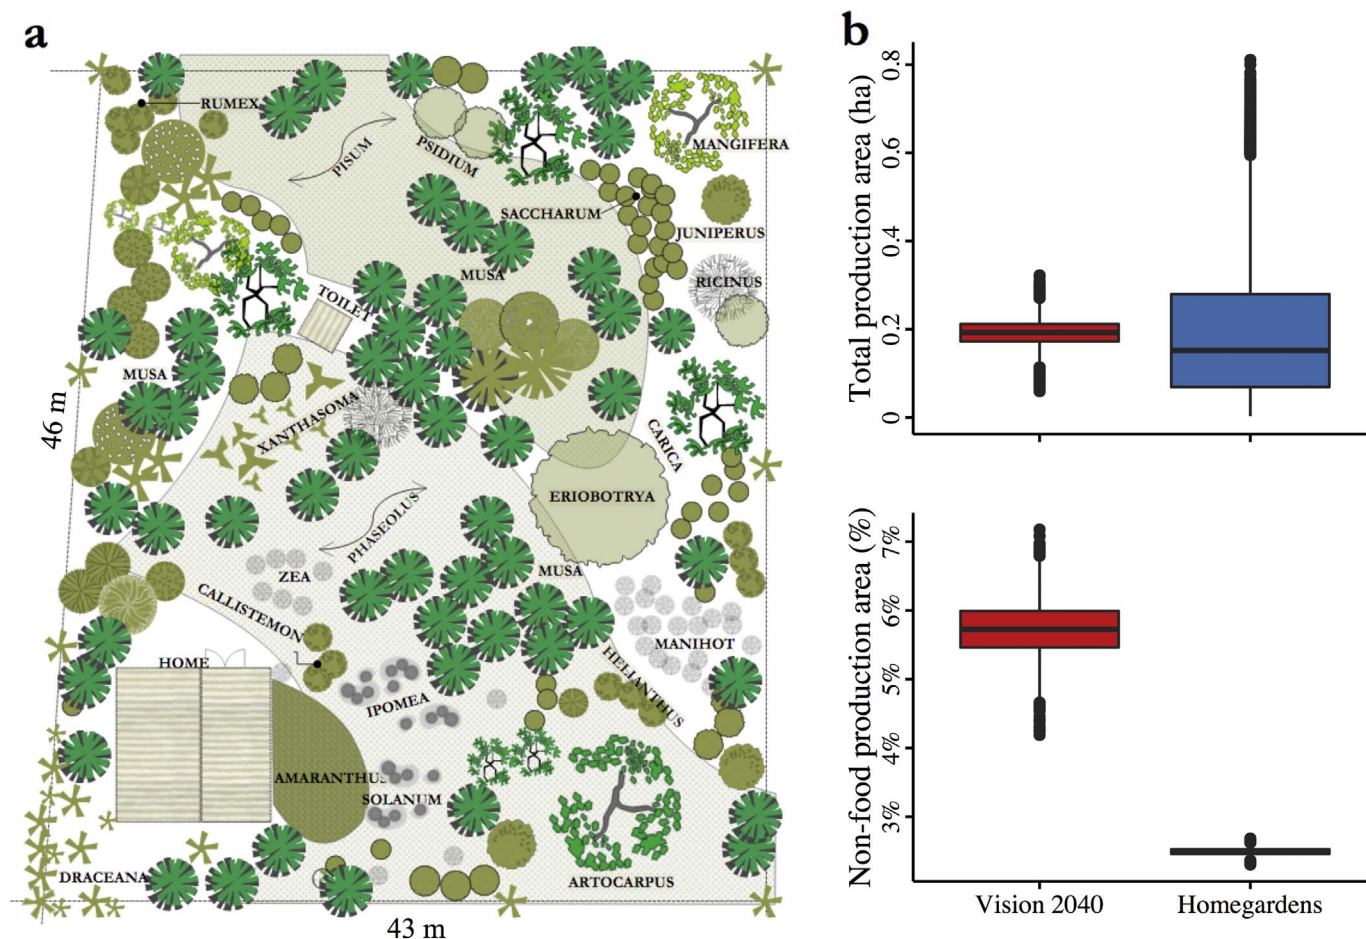 a
RUMEX
PISUM
PSIDIUM
MANGIFERA
SACCHARUM
JUNIPERUS
MUSA
RICINUS
TOILET
MUSA
XANTHASOMA
CARICA
46 m
ERIOBOTRYA
PHASEOLUS
ZEA
MUSA
CALLISTEMON
MANIHOT
HOME
HELIANTHUS
IPOMEA
AMARANTHUS
SOLANUM
DRACEANA
ARTOCARPUS
43 m
b
Total production area (ha)
0.8
0.6
0.4
0.2
0
Non-food production area (%)
7%
6%
5%
4%
3%
Vision 2040
Homegardens